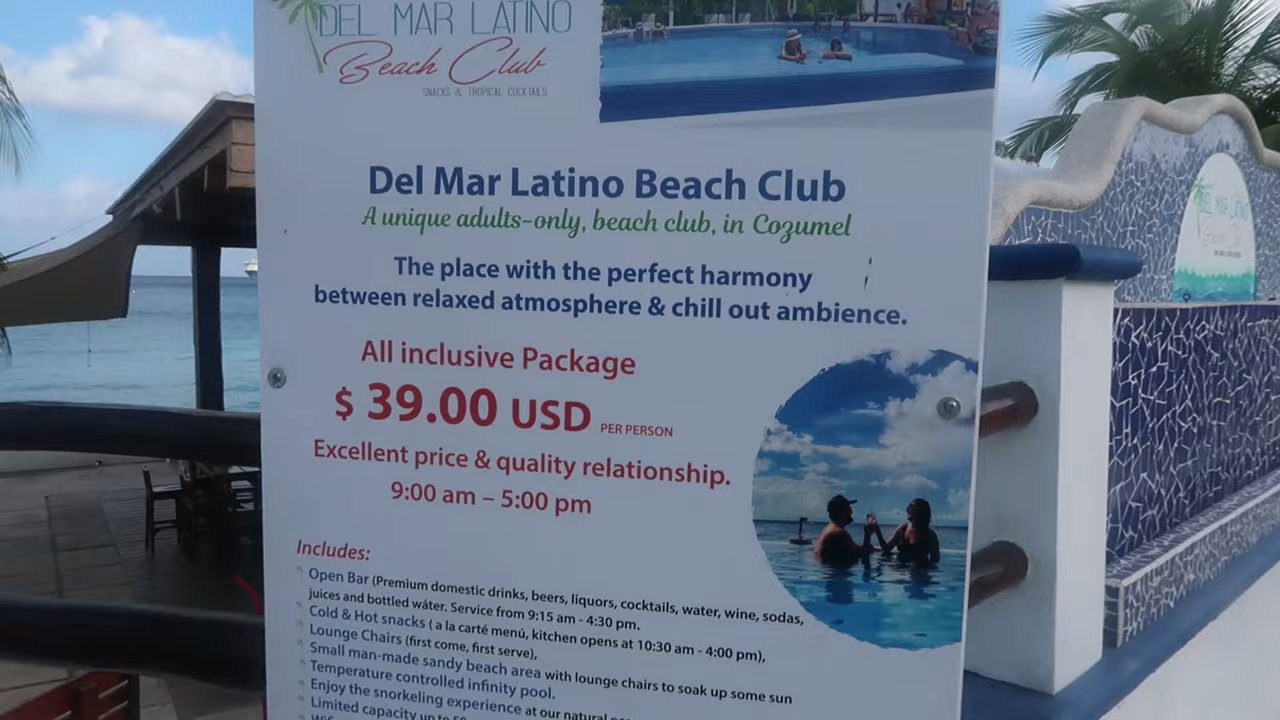 DEL MAR LATINO
Beach Club
SNACKS & TROPICAL COCKTAILS
Del Mar Latino Beach Club
A unique adults-only, beach club, in Cozumel
The place with the perfect harmony
between relaxed atmosphere & chill out ambience.
All inclusive Package
$ 39.00 USD PER PERSON
Excellent price & quality relationship.
9:00 am – 5:00 pm
Includes:
Open Bar (Premium domestic drinks, beers, liquors, cocktails, water, wine, sodas,
juices and bottled wáter. Service from 9:15 am - 4:30 pm.
Cold & Hot snacks ( a la carté menú, kitchen opens at 10:30 am - 4:00 pm),
Lounge Chairs (first come, first serve),
Small man-made sandy beach area with lounge chairs to soak up some sun
Temperature controlled infinity pool.
Enjoy the snorkeling experience at our natural
Limited capacity up to
DEL MAR LATINO